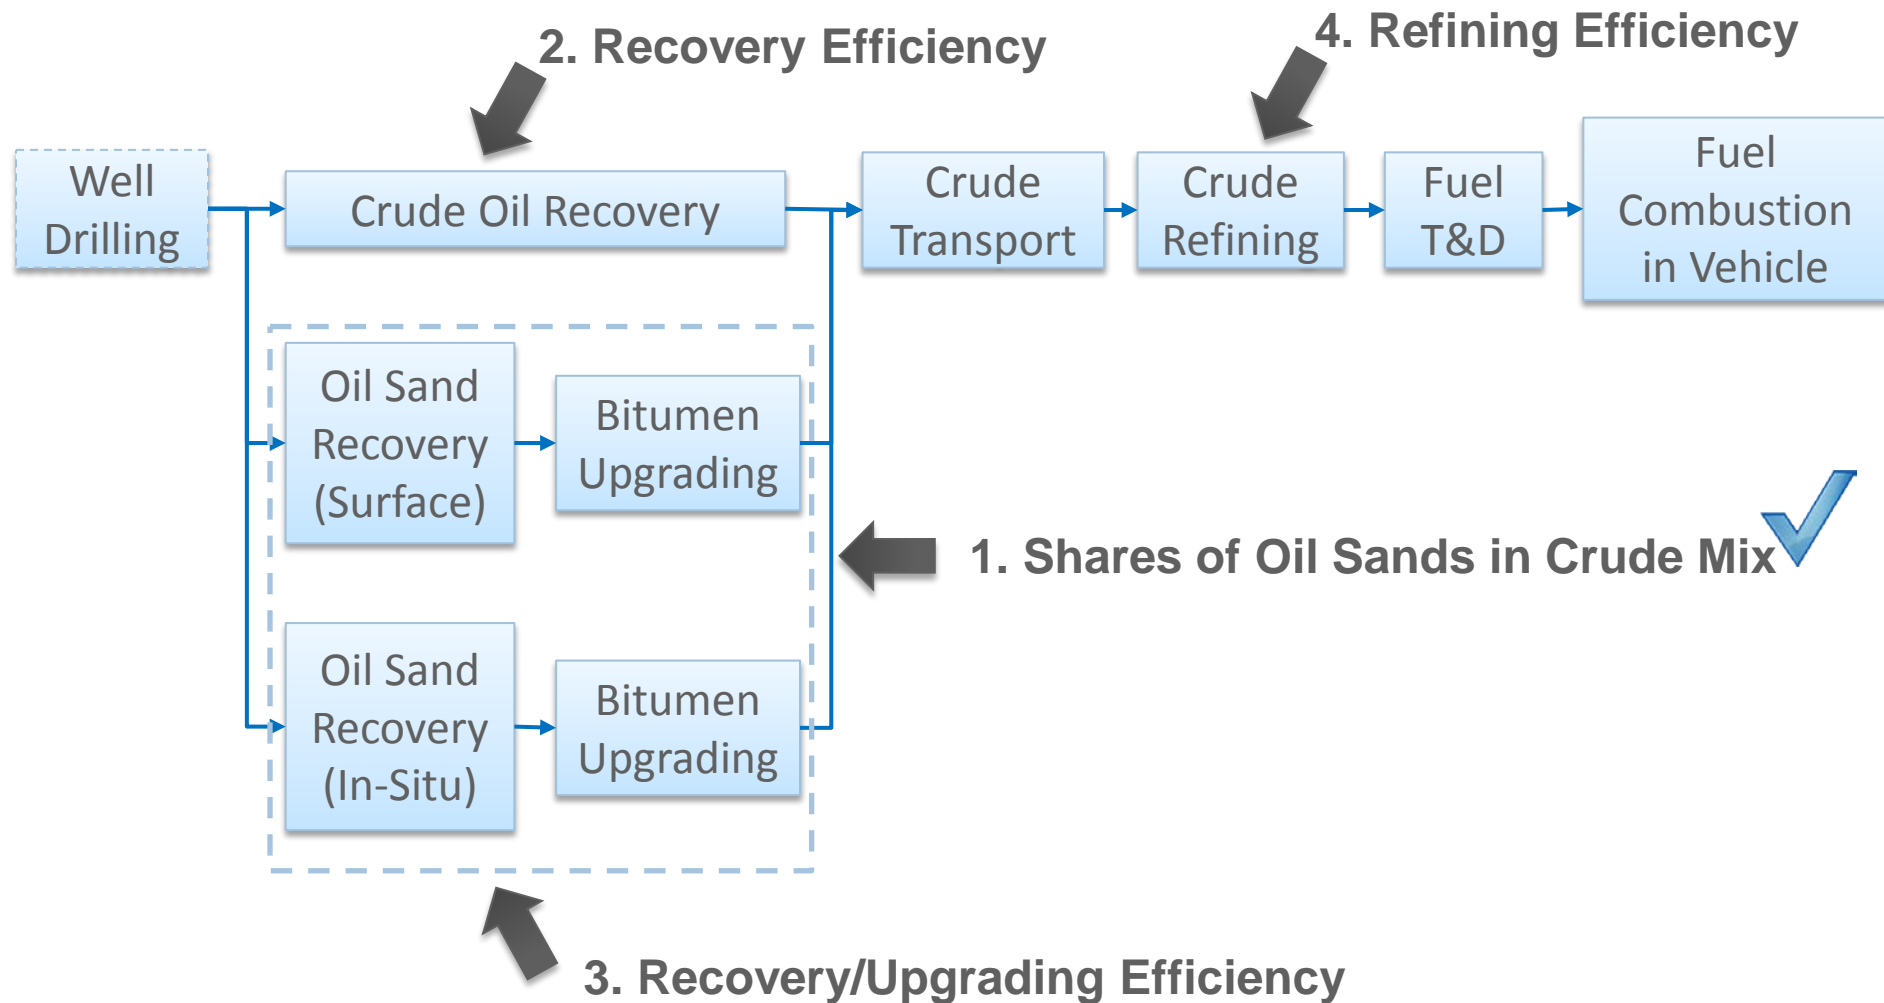 2. Recovery Efficiency
4. Refining Efficiency
Well
Drilling
Crude Oil Recovery
Crude
Transport
Crude
Refining
Fuel
T&D
Fuel
Combustion
in Vehicle
Oil Sand
Recovery
(Surface)
Bitumen
Upgrading
1. Shares of Oil Sands in Crude Mix
Oil Sand
Recovery
(In-Situ)
Bitumen
Upgrading
3. Recovery/Upgrading Efficiency